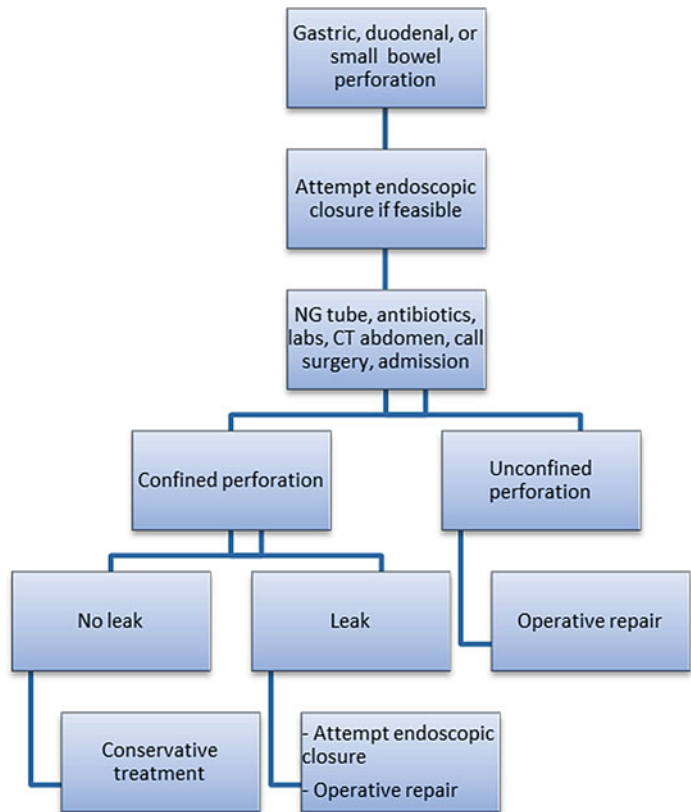 Gastric, duodenal, or
small bowel
perforation
Attempt endoscopic
closure if feasible
NG tube, antibiotics,
labs, CT abdomen, call
surgery, admission
Confined perforation
Unconfined
perforation
No leak
Leak
Operative repair
Conservative
treatment
- Attempt endoscopic
closure
- Operative repair